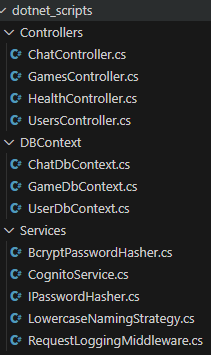 dotnet_scripts
Controllers
C# ChatController.cs
C# GamesController.cs
C# HealthController.cs
C# UsersController.cs
DBContext
C# ChatDbContext.cs
C# GameDbContext.cs
C# UserDbContext.cs
Services
C# BcryptPasswordHasher.cs
C# CognitoService.cs
C# IPasswordHasher.cs
C# LowercaseNamingStrategy.cs
C# RequestLoggingMiddleware.cs